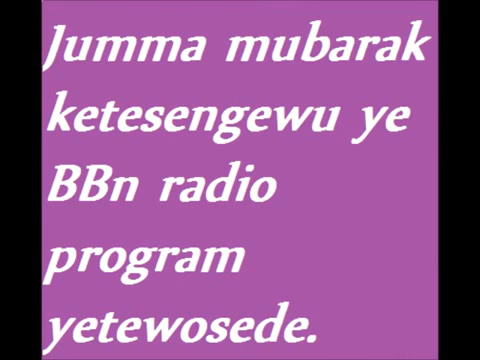 Jumma mubarak
ketesengewu ye
BBn radio
program
yetewosede.